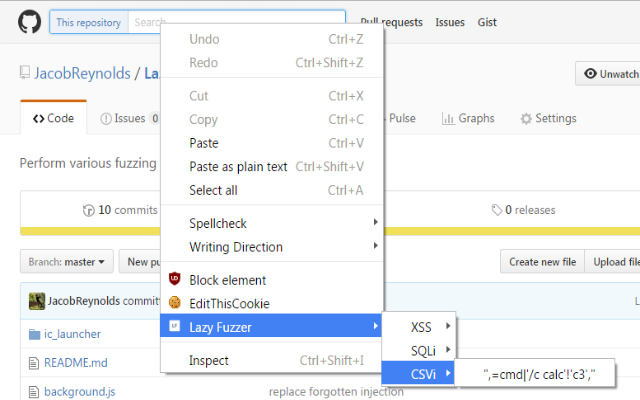 This repository Search Pull requests Issues Gist
JacobReynolds / La Unwatch
Code Issues 0 Pulse Graphs Settings
Perform various fuzzing
10 commits 0 releases
Branch: master New pu Create new file Upload file
JacobReynolds committ L
ic_launcher
README.md
background.js replace forgotten injection
Undo Ctrl+Z
Redo Ctrl+Shift+Z
Cut Ctrl+X
Copy Ctrl+C
Paste Ctrl+V
Paste as plain text Ctrl+Shift+V
Select all Ctrl+A
Spellcheck
Writing Direction
Block element
EditThisCookie
Lazy Fuzzer
Inspect Ctrl+Shift+I
XSS
SQLi
CSVi
",=cmd|'/c calc'!'c3',"